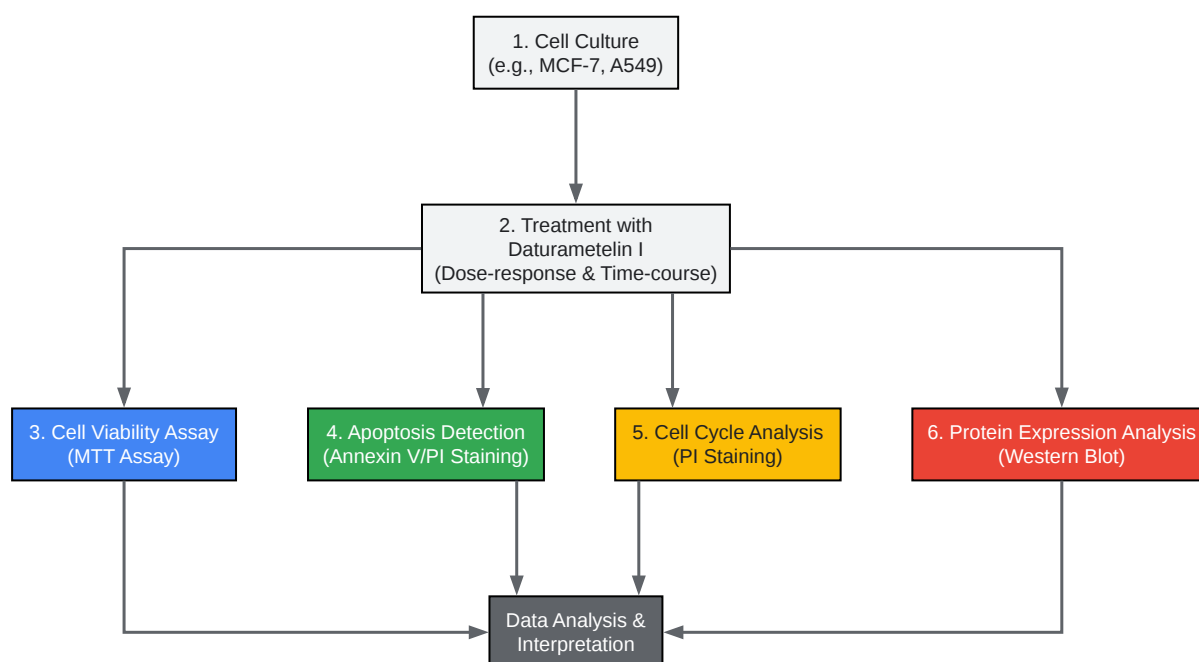 1. Cell Culture
(e.g., MCF-7, A549)
2. Treatment with
Daturametelin I
(Dose-response & Time-course)
3. Cell Viability Assay
(MTT Assay)
4. Apoptosis Detection
(Annexin V/PI Staining)
5. Cell Cycle Analysis
(PI Staining)
6. Protein Expression Analysis
(Western Blot)
Data Analysis &
Interpretation